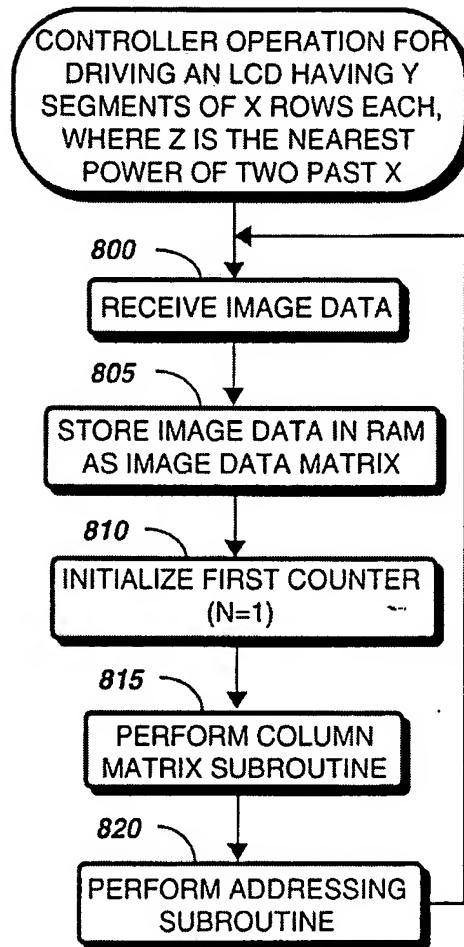 CONTROLLER OPERATION FOR
DRIVING AN LCD HAVING Y
SEGMENTS OF X ROWS EACH,
WHERE Z IS THE NEAREST
POWER OF TWO PAST X
800
RECEIVE IMAGE DATA
805
STORE IMAGE DATA IN RAM
AS IMAGE DATA MATRIX
810
INITIALIZE FIRST COUNTER
(N=1)
815
PERFORM COLUMN
MATRIX SUBROUTINE
820
PERFORM ADDRESSING
SUBROUTINE